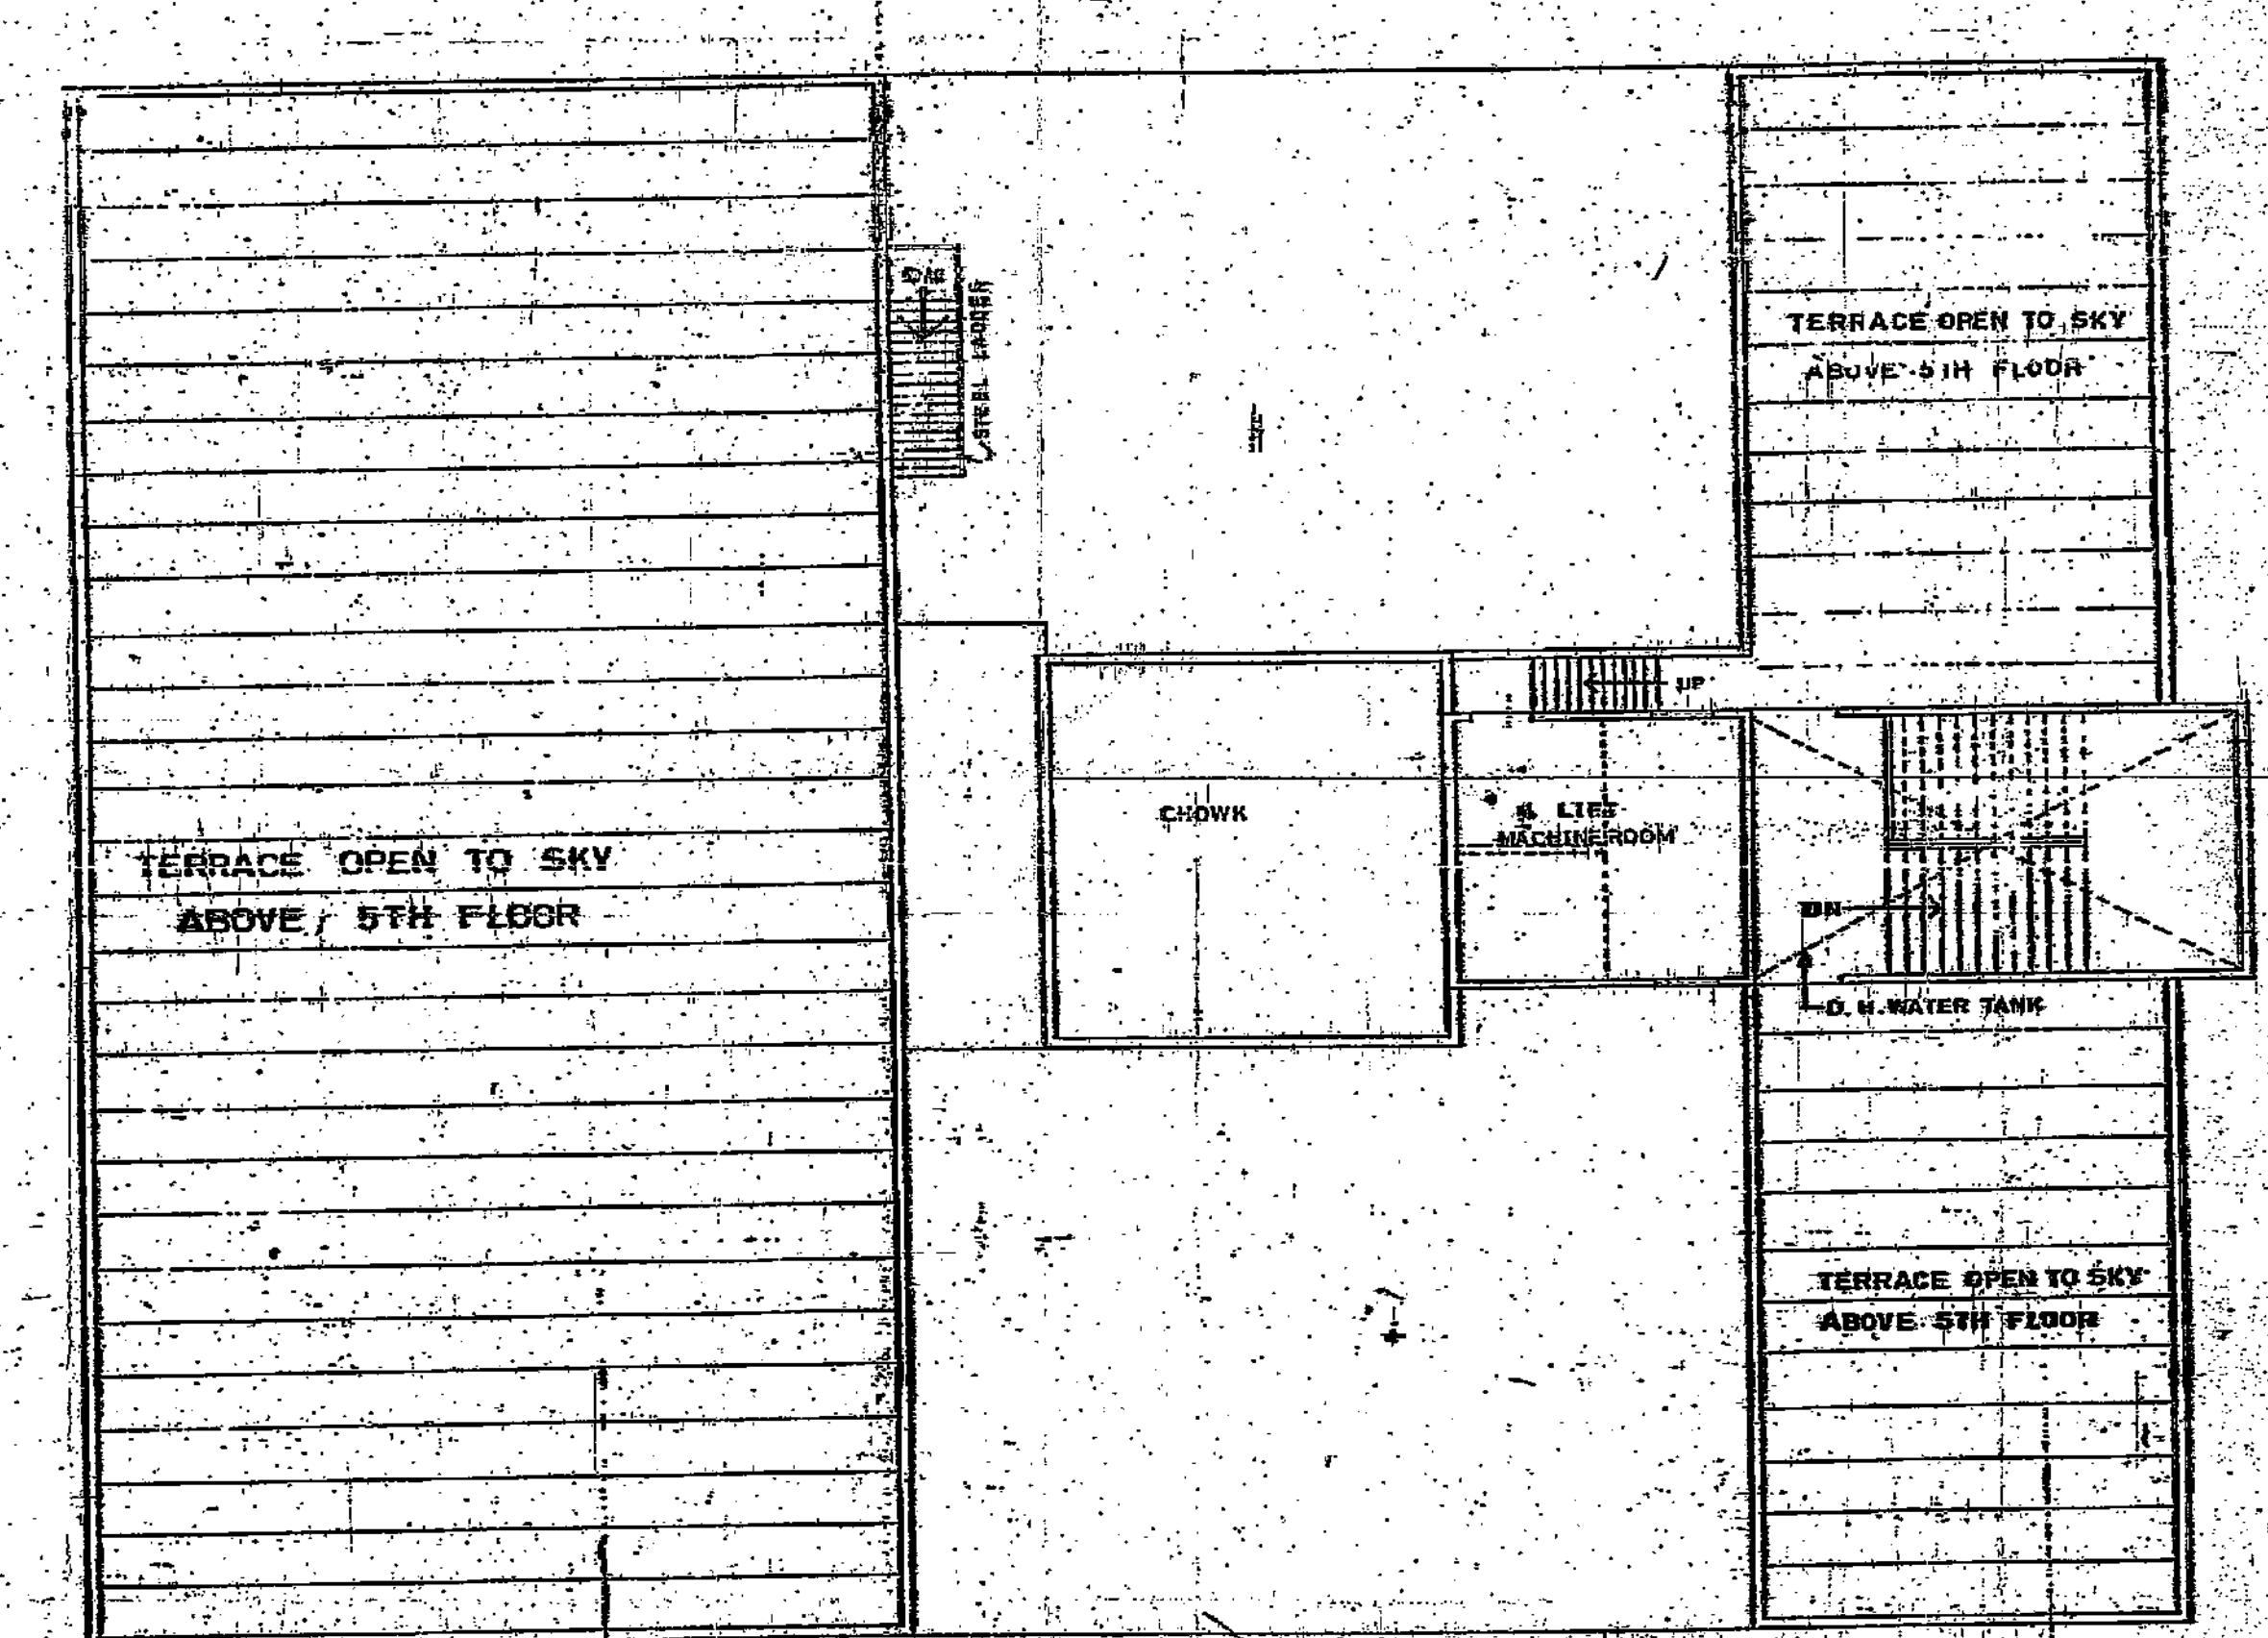 STEEL LADDER
TERRACE OPEN TO SKY
ABOVE 5TH FLOOR
UP
CHOWK
LIFT
MACHINE ROOM
TERRACE OPEN TO SKY
ABOVE 5TH FLOOR
DN
O. H. WATER TANK
TERRACE OPEN TO SKY
ABOVE 5TH FLOOR